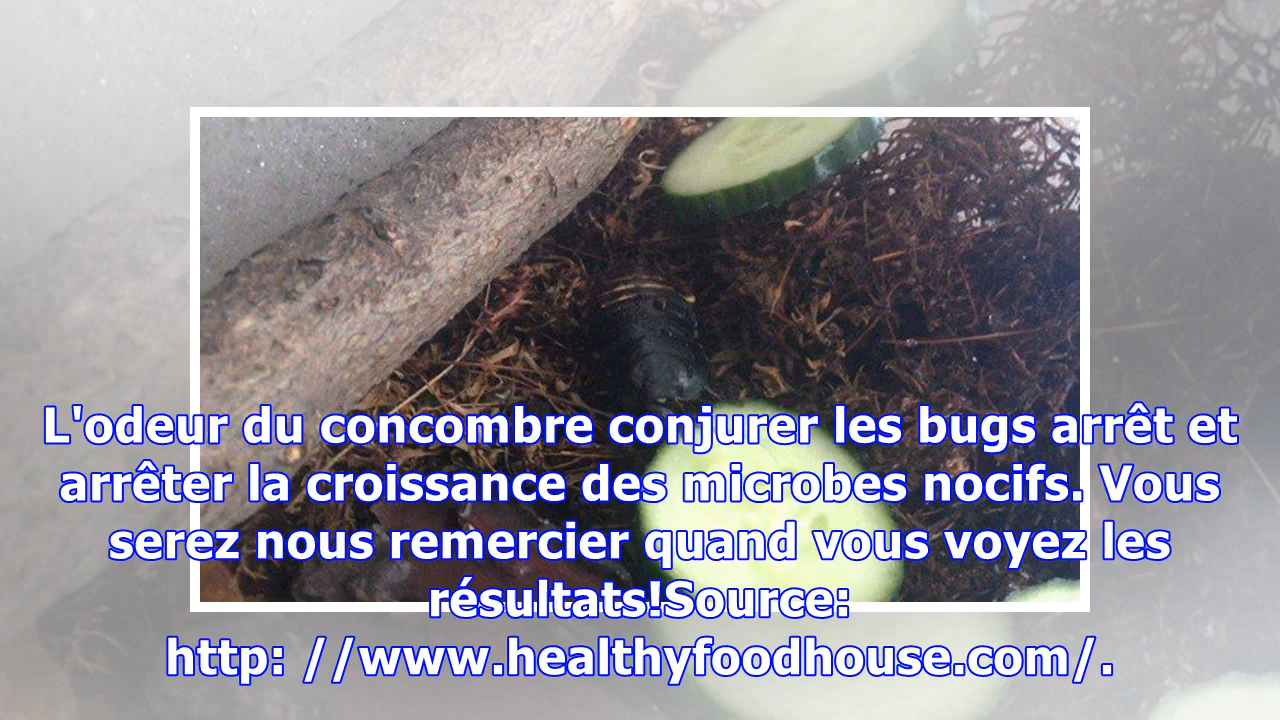 L'odeur du concombre conjurer les bugs arrêt et
arrêter la croissance des microbes nocifs. Vous
serez nous remercier quand vous voyez les
résultats!Source:
http: //www.healthyfoodhouse.com/.